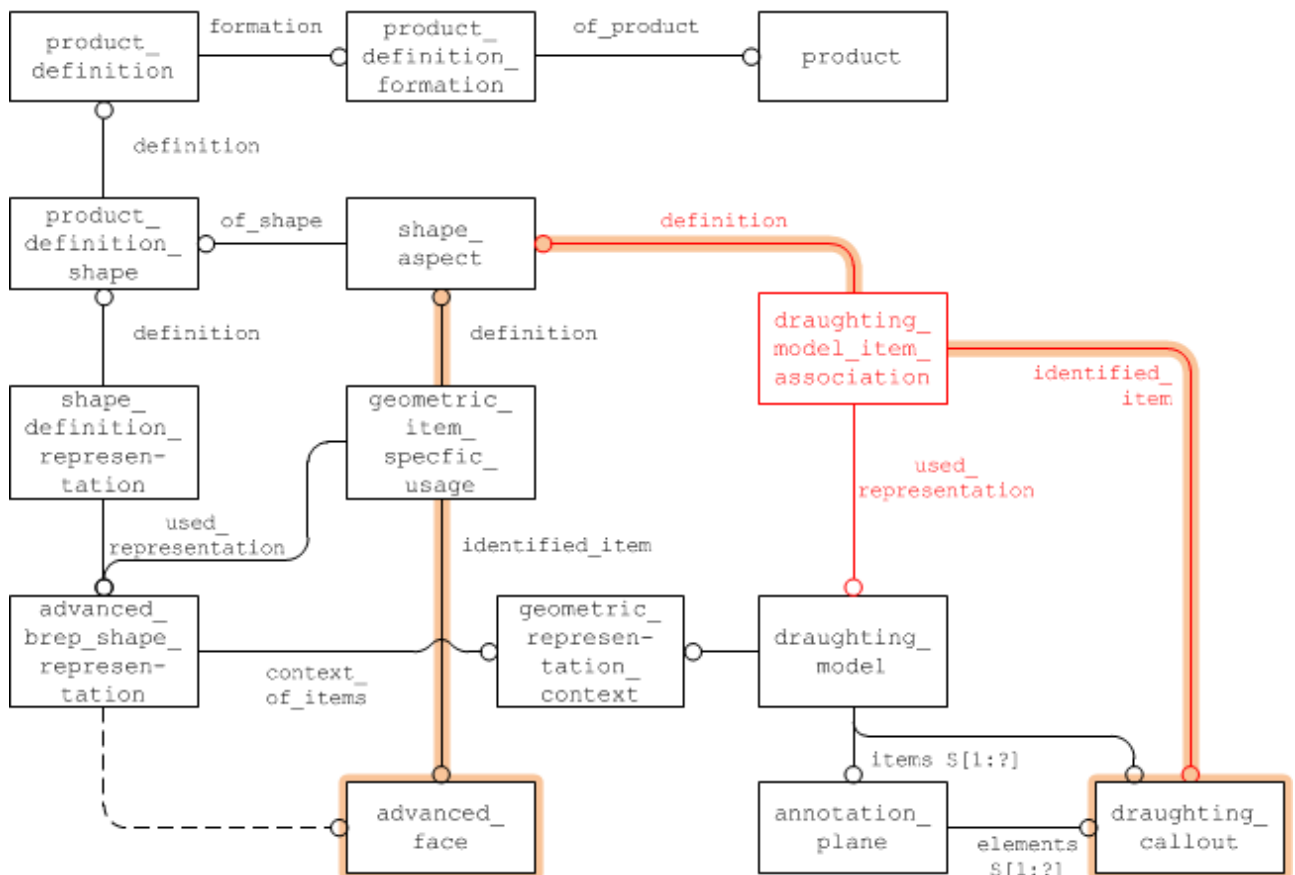 formation
of_product
product_
definition
product_
definition_
formation
product
definition
product_
definition_
shape
of_shape
shape_
aspect
definition
definition
definition
draughting_
model_item_
association
identified_
item
shape_
definition_
represen-
tation
geometric_
item_
specfic_
usage
used_
representation
used_
representation
identified_item
advanced_
brep_shape_
represen-
tation
context_
of_items
geometric_
represen-
tation_
context
draughting_
model
items S[1:?]
advanced_
face
annotation_
plane
elements
S[1:?]
draughting_
callout